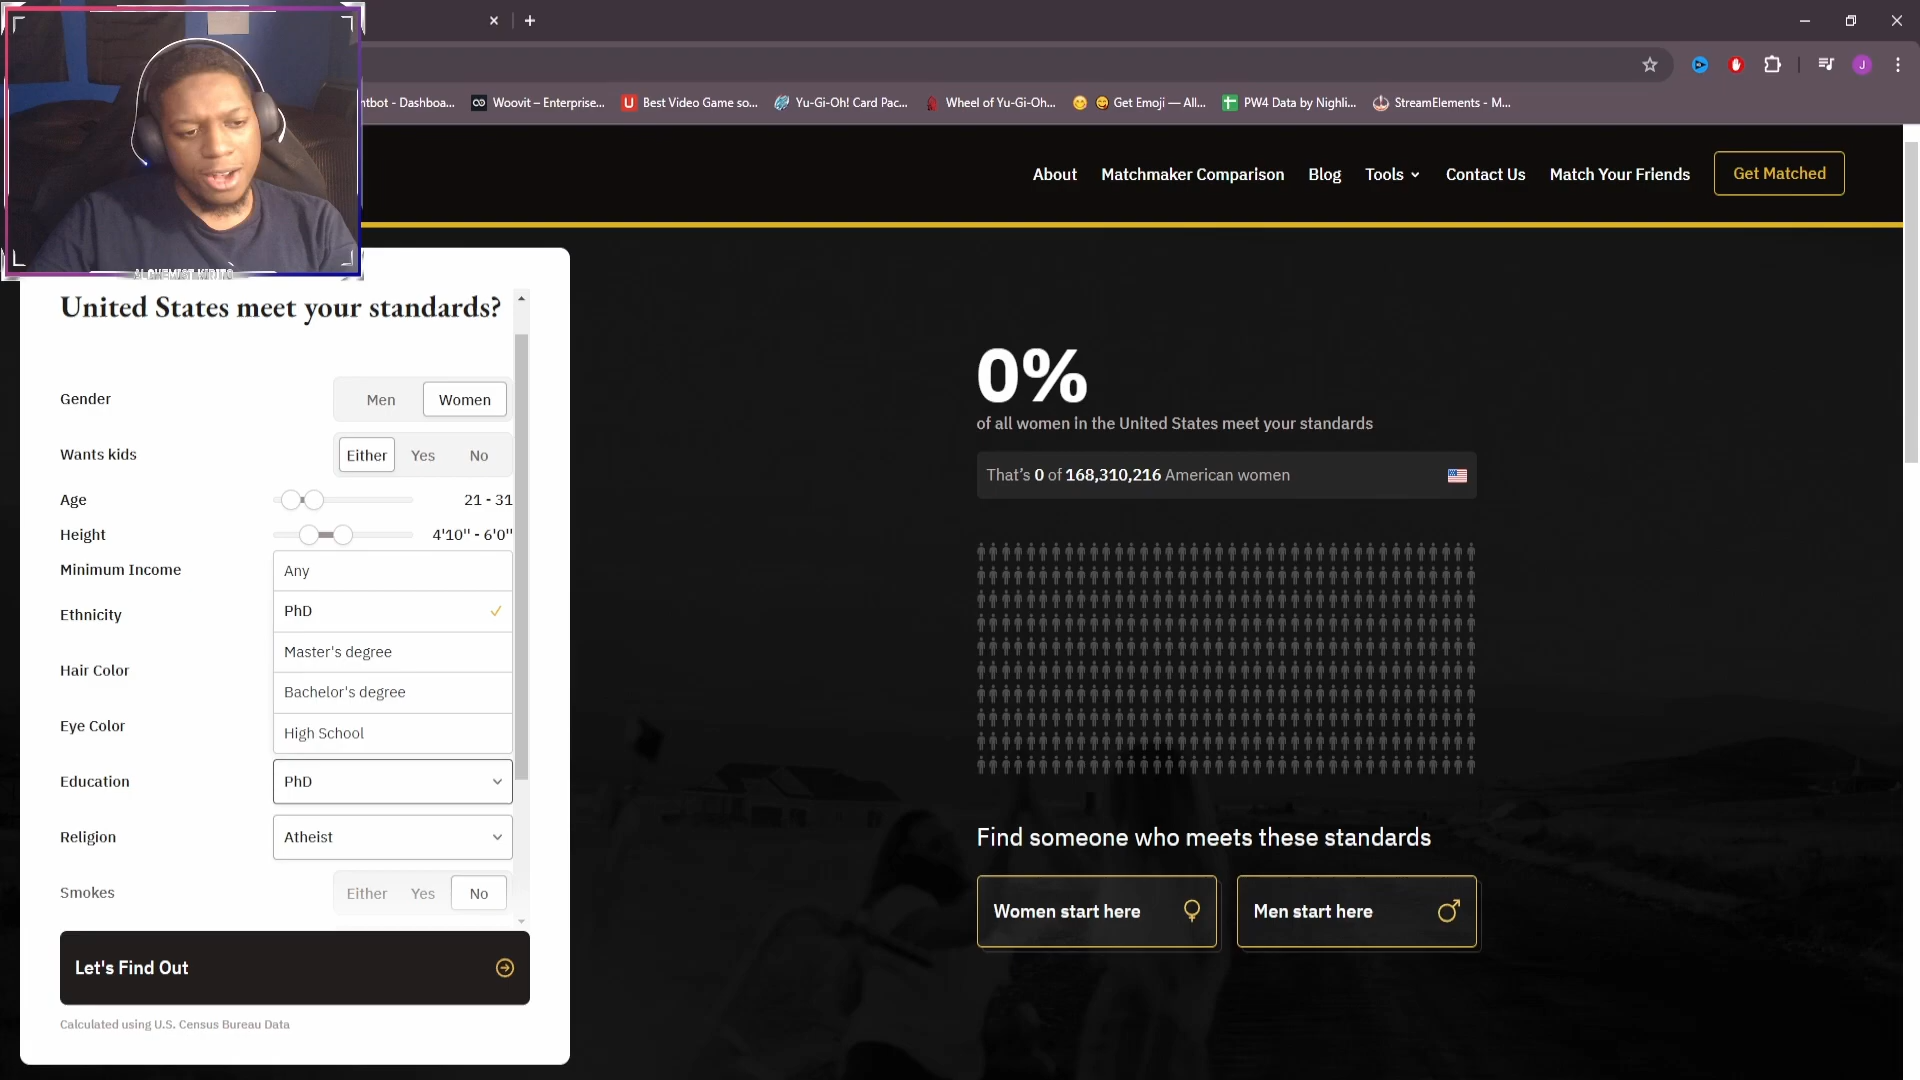 ntbot - Dashboa...
Woovit – Enterprise...
Best Video Game so...
Yu-Gi-Oh! Card Pac...
Wheel of Yu-Gi-Oh...
Get Emoji — All...
PW4 Data by Nighli...
StreamElements - M...
J
About
Matchmaker Comparison
Blog
Tools
Contact Us
Match Your Friends
Get Matched
ALCHEMIST KIRITO
United States meet your standards?
Gender
Men
Women
Wants kids
Either
Yes
No
Age
21 - 31
Height
4'10'' - 6'0''
Minimum Income
Any
PhD
Ethnicity
Master's degree
Hair Color
Bachelor's degree
Eye Color
High School
Education
PhD
Religion
Atheist
Smokes
Either
Yes
No
Let's Find Out
Calculated using U.S. Census Bureau Data
0%
of all women in the United States meet your standards
That's 0 of 168,310,216 American women
Find someone who meets these standards
Women start here
Men start here